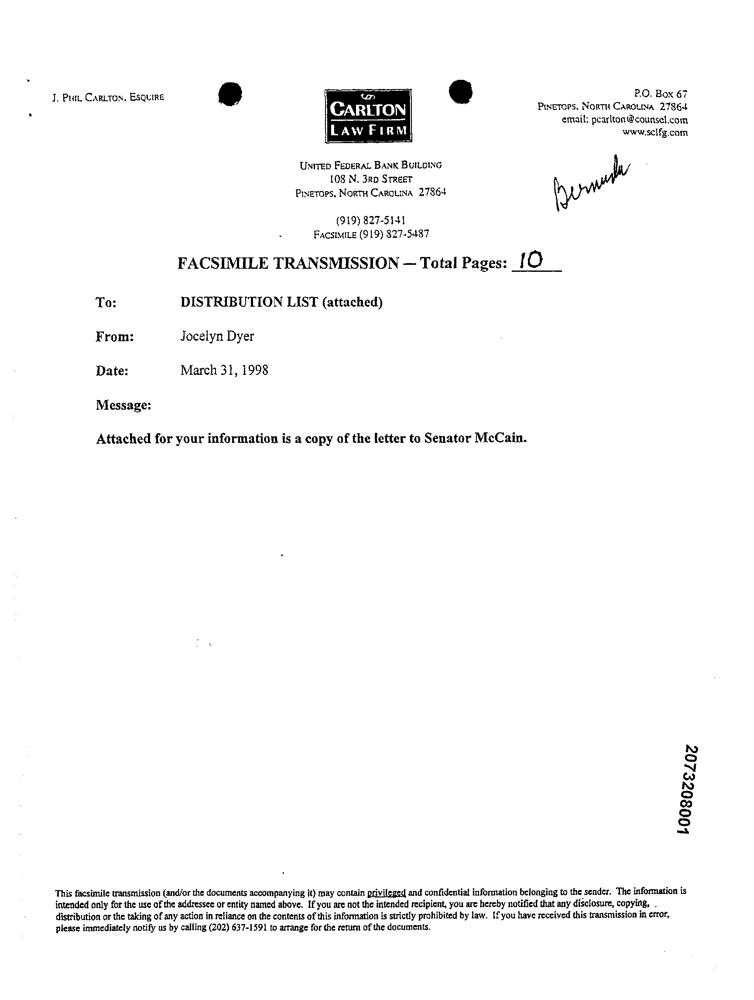 J. PHIL CARLTON, ESQUIRE
CARLTON
LAW FIRM
P.O. BOX 67
PINETOPS, NORTH CAROLINA 27864
email: pcarlton@counsel.com
www.sclfg.com
UNITED FEDERAL BANK BUILDING
108 N. 3RD STREET
PINETOPS, NORTH CAROLINA 27864
Bermuda
(919) 827-5141
FACSIMILE (919) 827-5487
FACSIMILE TRANSMISSION — Total Pages: 10
To: DISTRIBUTION LIST (attached)
From: Jocelyn Dyer
Date: March 31, 1998
Message:
Attached for your information is a copy of the letter to Senator McCain.
2073208001
This facsimile transmission (and/or the documents accompanying it) may contain privileged and confidential information belonging to the sender. The information is
intended only for the use of the addressee or entity named above. If you are not the intended recipient, you are hereby notified that any disclosure, copying,
distribution or the taking of any action in reliance on the contents of this information is strictly prohibited by law. If you have received this transmission in error,
please immediately notify us by calling (202) 637-1591 to arrange for the return of the documents.